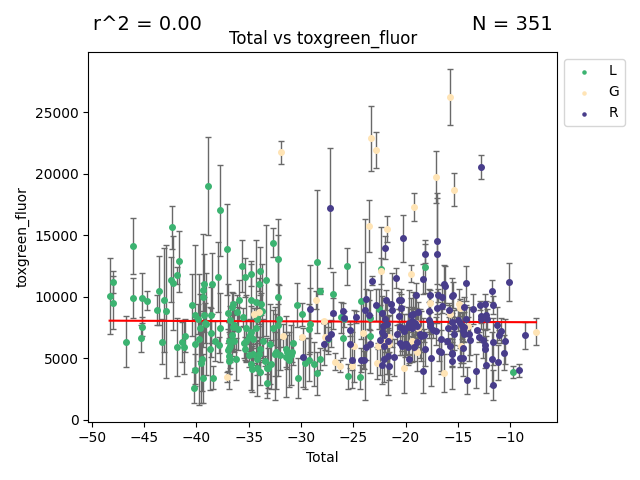 r^2 = 0.00
N = 351
Total vs toxgreen_fluor
L
G
R
toxgreen_fluor
25000
20000
15000
10000
5000
0
−50
−45
−40
−35
−30
−25
−20
−15
−10
Total